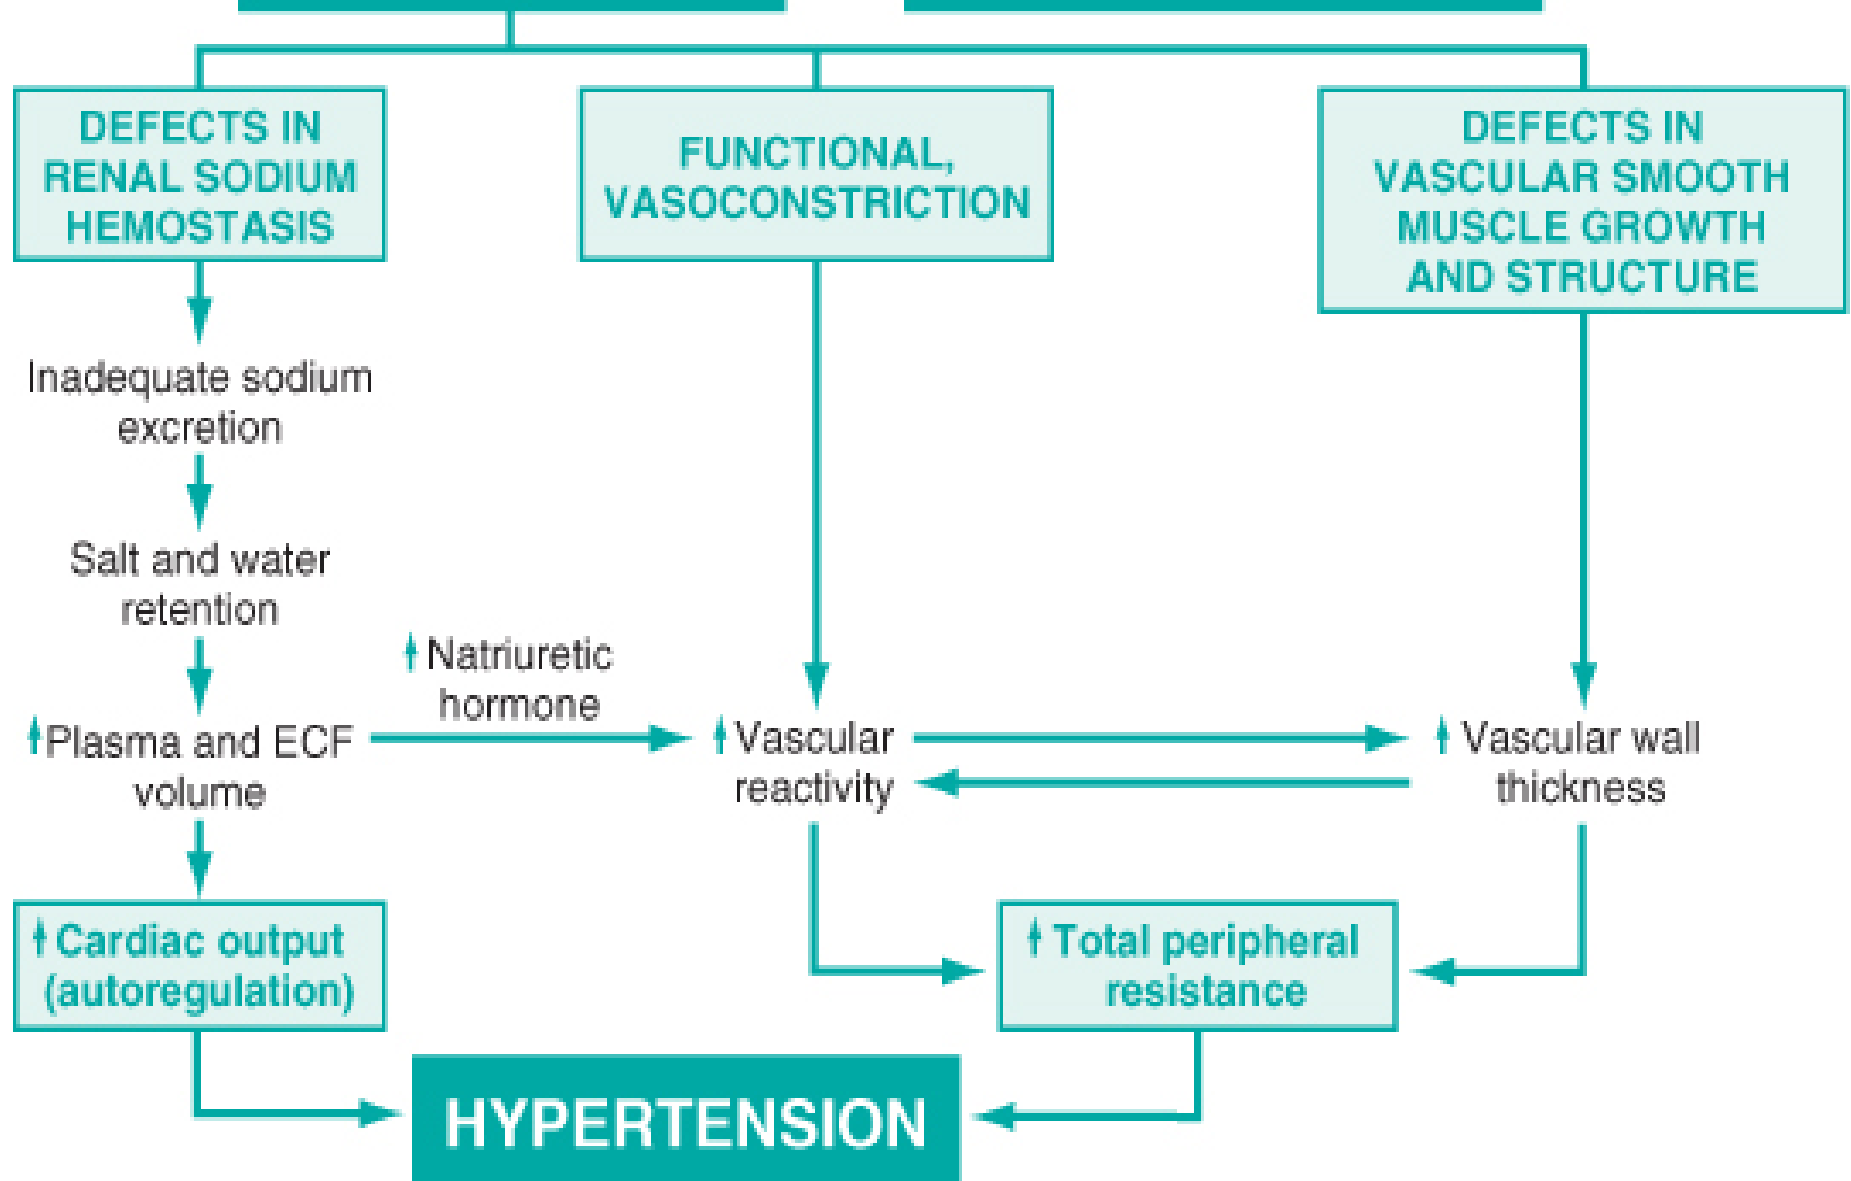 DEFECTS IN
RENAL SODIUM
HEMOSTASIS
FUNCTIONAL,
VASOCONSTRICTION
DEFECTS IN
VASCULAR SMOOTH
MUSCLE GROWTH
AND STRUCTURE
Inadequate sodium
excretion
Salt and water
retention
Natriuretic
hormone
Plasma and ECF
volume
Vascular
reactivity
Vascular wall
thickness
Cardiac output
(autoregulation)
Total peripheral
resistance
HYPERTENSION